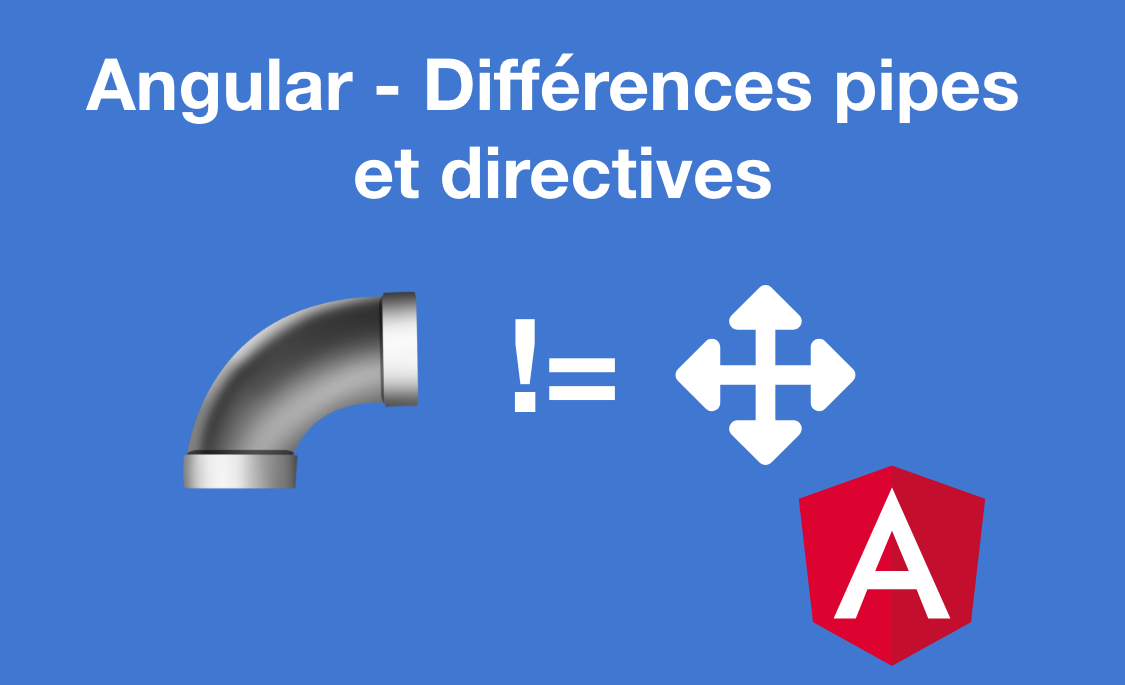 Angular - Différences pipes
et directives
!=
A